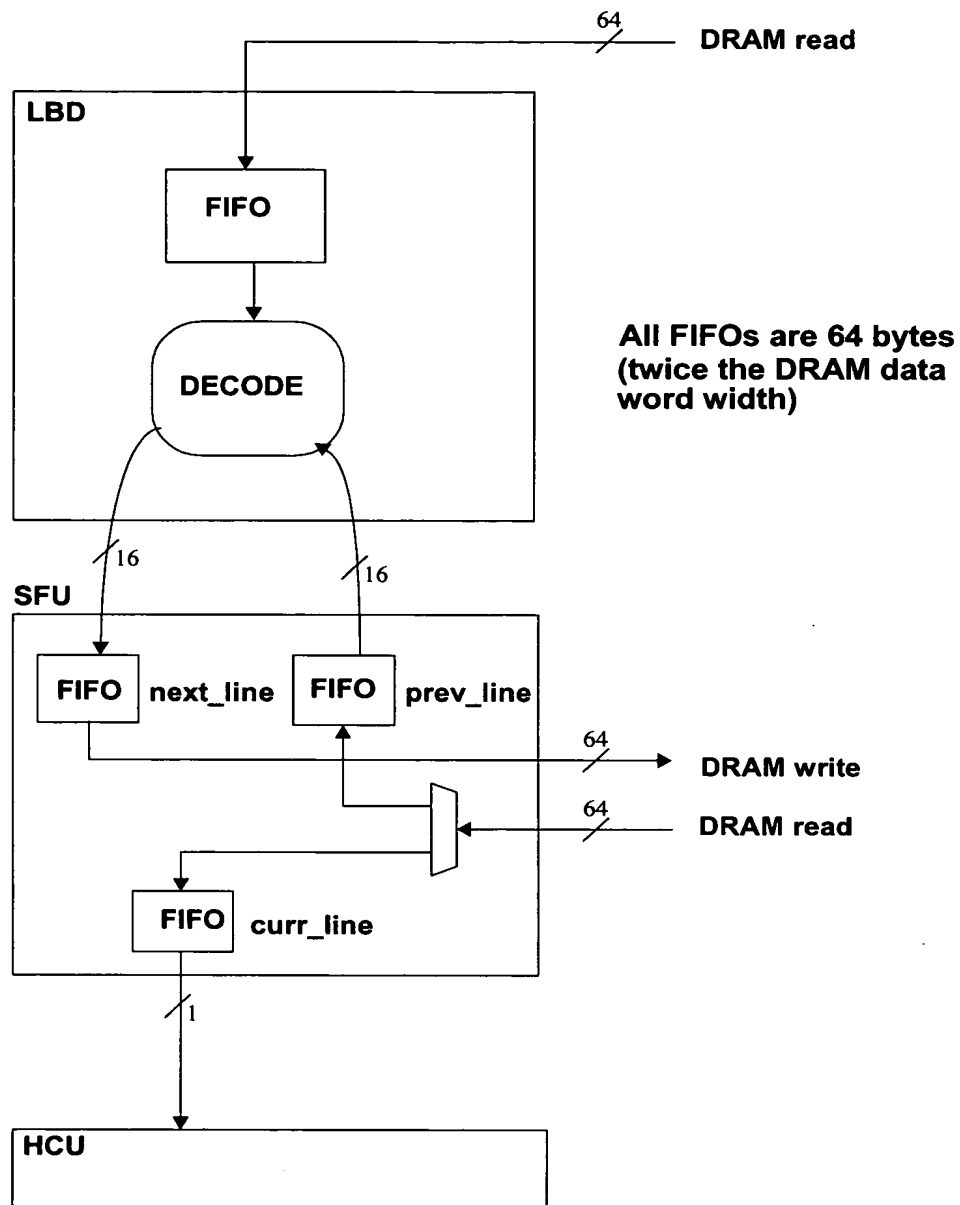 64
DRAM read
LBD
FIFO
All FIFOs are 64 bytes
(twice the DRAM data
word width)
DECODE
16
16
SFU
FIFO
next_line
FIFO
prev_line
64
DRAM write
64
DRAM read
FIFO
curr_line
1
HCU